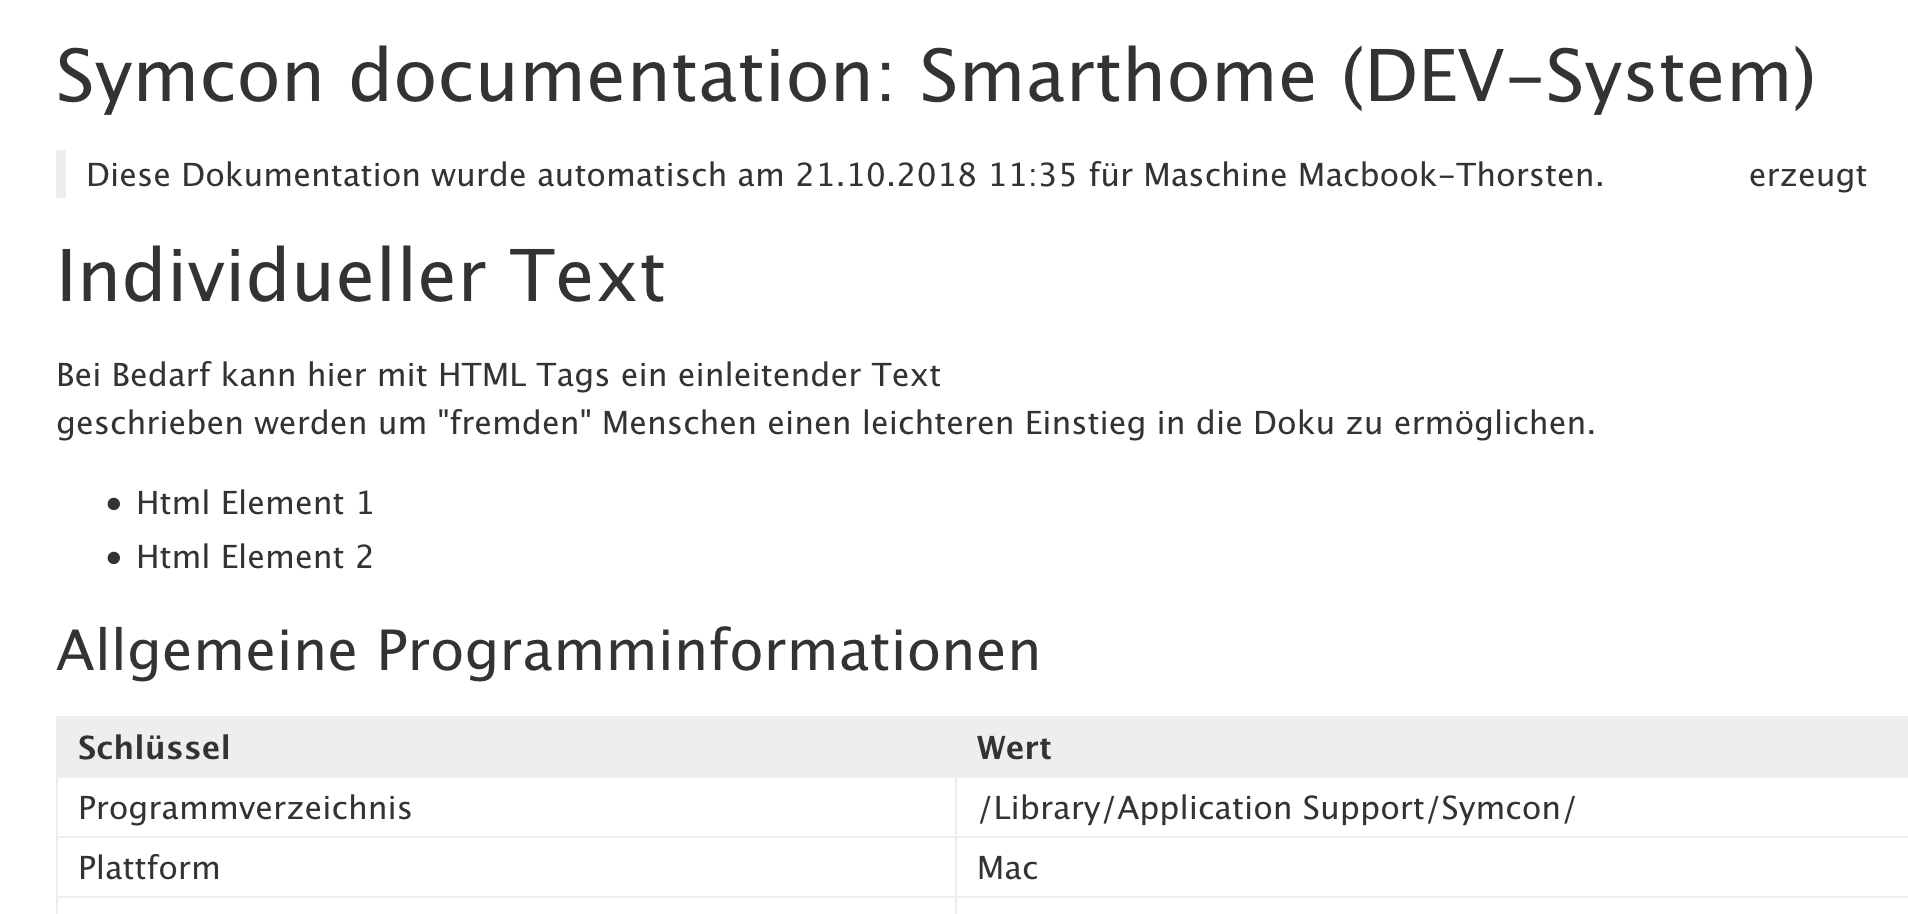 Symcon documentation: Smarthome (DEV-System)
Diese Dokumentation wurde automatisch am 21.10.2018 11:35 für Maschine Macbook-Thorsten. erzeugt
Individueller Text
Bei Bedarf kann hier mit HTML Tags ein einleitender Text
geschrieben werden um "fremden" Menschen einen leichteren Einstieg in die Doku zu ermöglichen.
• Html Element 1
• Html Element 2
Allgemeine Programminformationen
Schlüssel Wert
Programmverzeichnis /Library/Application Support/Symcon/
Plattform Mac